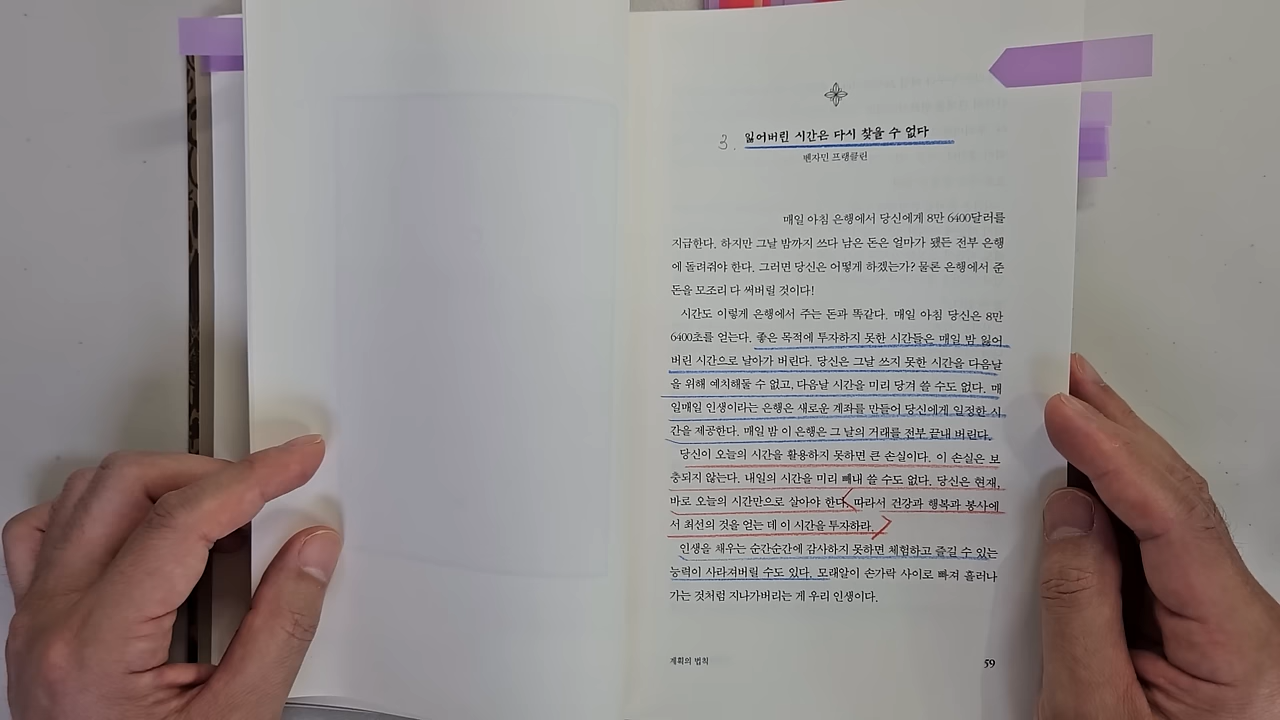 3. 잃어버린 시간은 다시 찾을 수 없다
벤자민 프랭클린
매일 아침 은행에서 당신에게 8만 6400달러를
지급한다. 하지만 그날 밤까지 쓰다 남은 돈은 얼마가 됐든 전부 은행
에 돌려줘야 한다. 그러면 당신은 어떻게 하겠는가? 물론 은행에서 준
돈을 모조리 다 써버릴 것이다!
시간도 이렇게 은행에서 주는 돈과 똑같다. 매일 아침 당신은 8만
6400초를 얻는다. 좋은 목적에 투자하지 못한 시간들은 매일 밤 잃어
버린 시간으로 날아가 버린다. 당신은 그날 쓰지 못한 시간을 다음날
을 위해 예치해둘 수 없고, 다음날 시간을 미리 당겨 쓸 수도 없다. 매
일매일 인생이라는 은행은 새로운 계좌를 만들어 당신에게 일정한 시
간을 제공한다. 매일 밤 이 은행은 그 날의 거래를 전부 끝내 버린다.
당신이 오늘의 시간을 활용하지 못하면 큰 손실이다. 이 손실은 보
충되지 않는다. 내일의 시간을 미리 빼내 쓸 수도 없다. 당신은 현재,
바로 오늘의 시간만으로 살아야 한다. 따라서 건강과 행복과 봉사에
서 최선의 것을 얻는 데 이 시간을 투자하라.
인생을 채우는 순간순간에 감사하지 못하면 체험하고 즐길 수 있는
능력이 사라져버릴 수도 있다. 모래알이 손가락 사이로 빠져 흘러나
가는 것처럼 지나가버리는 게 우리 인생이다.
계획의 법칙
59